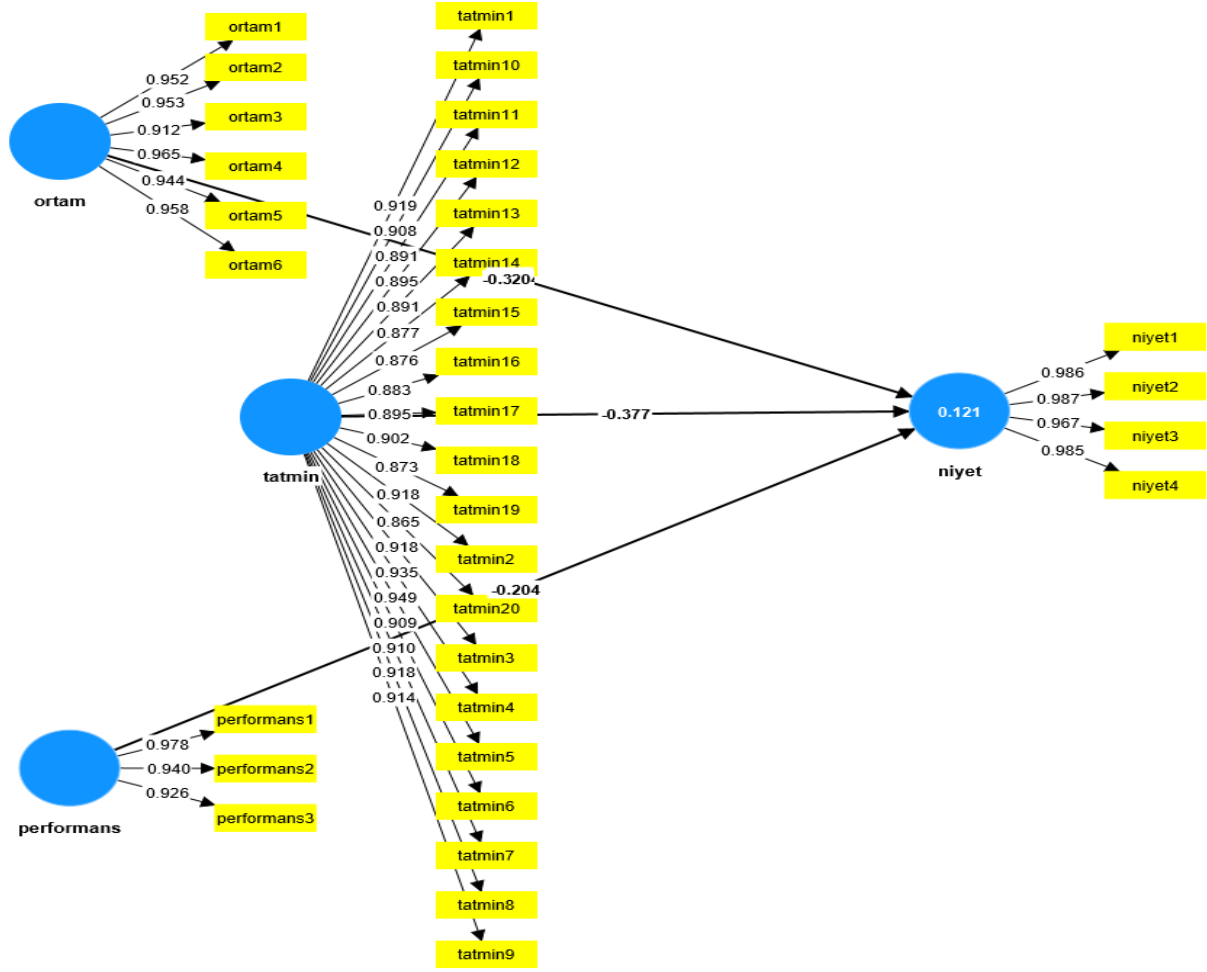 ortam1
ortam2
ortam3
ortam4
ortam5
ortam6
0.952
0.953
0.912
0.965
0.944
0.958
ortam
tatmin1
tatmin10
tatmin11
tatmin12
tatmin13
tatmin14
tatmin15
tatmin16
tatmin17
tatmin18
tatmin19
tatmin2
tatmin20
tatmin3
tatmin4
tatmin5
tatmin6
tatmin7
tatmin8
tatmin9
0.919
0.908
0.891
0.895
0.891
0.877
0.876
0.883
0.895
0.902
0.873
0.918
0.865
0.918
0.935
0.949
0.909
0.910
0.918
0.914
tatmin
performans1
performans2
performans3
0.978
0.940
0.926
performans
-0.320
-0.377
-0.204
0.121
niyet
0.986
0.987
0.967
0.985
niyet1
niyet2
niyet3
niyet4